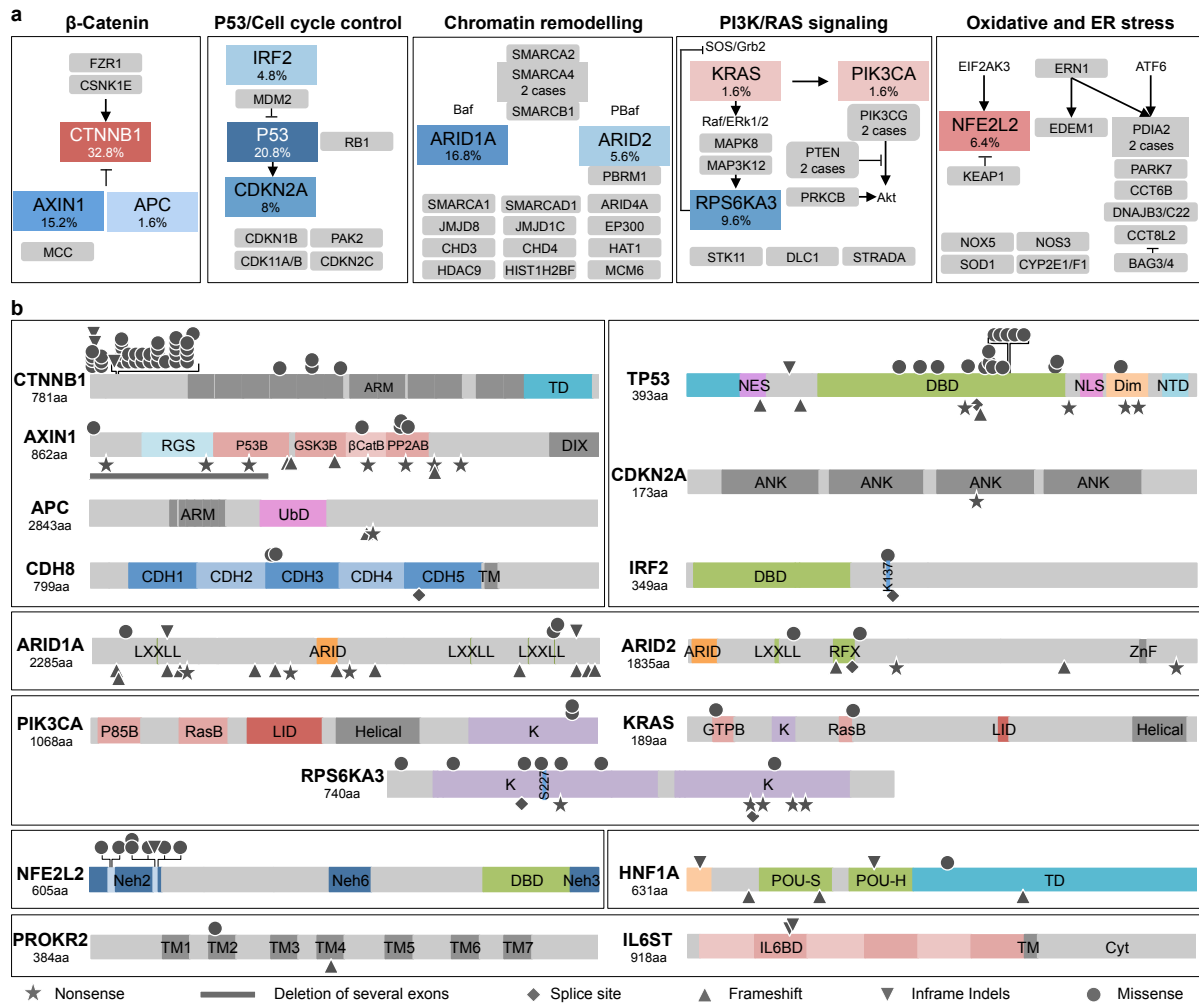 a
β-Catenin
P53/Cell cycle control
Chromatin remodelling
PI3K/RAS signaling
Oxidative and ER stress
FZR1
CSNK1E
CTNNB1
32.8%
AXIN1
15.2%
APC
1.6%
MCC
IRF2
4.8%
MDM2
P53
20.8%
RB1
CDKN2A
8%
CDKN1B
PAK2
CDK11A/B
CDKN2C
SMARCA2
SMARCA4
2 cases
SMARCB1
Baf
PBaf
ARID1A
16.8%
ARID2
5.6%
PBRM1
SMARCA1
SMARCAD1
ARID4A
JMJD8
JMJD1C
EP300
CHD3
CHD4
HAT1
HDAC9
HIST1H2BF
MCM6
SOS/Grb2
KRAS
1.6%
PIK3CA
1.6%
Raf/ERk1/2
PIK3CG
2 cases
MAPK8
MAP3K12
PTEN
2 cases
RPS6KA3
9.6%
PRKCB
Akt
STK11
DLC1
STRADA
EIF2AK3
ERN1
ATF6
NFE2L2
6.4%
EDEM1
PDIA2
2 cases
KEAP1
PARK7
CCT6B
DNAJB3/C22
CCT8L2
NOX5
NOS3
SOD1
CYP2E1/F1
BAG3/4
b
CTNNB1
781aa
ARM
TD
AXIN1
862aa
RGS
P53B
GSK3B
βCatB
PP2AB
DIX
APC
2843aa
ARM
UbD
CDH8
799aa
CDH1
CDH2
CDH3
CDH4
CDH5
TM
TP53
393aa
NES
DBD
NLS
Dim
NTD
CDKN2A
173aa
ANK
ANK
ANK
ANK
IRF2
349aa
DBD
K137
ARID1A
2285aa
LXXLL
ARID
LXXLL
LXXLL
ARID2
1835aa
ARID
LXXLL
RFX
ZnF
PIK3CA
1068aa
P85B
RasB
LID
Helical
K
KRAS
189aa
GTPB
K
RasB
LID
Helical
RPS6KA3
740aa
K
S227
K
NFE2L2
605aa
Neh2
Neh6
DBD
Neh3
HNF1A
631aa
POU-S
POU-H
TD
PROKR2
384aa
TM1
TM2
TM3
TM4
TM5
TM6
TM7
IL6ST
918aa
IL6BD
TM
Cyt
Nonsense
Deletion of several exons
Splice site
Frameshift
Inframe Indels
Missense